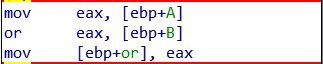 mov     eax, [ebp+A]
or      eax, [ebp+B]
mov     [ebp+or], eax